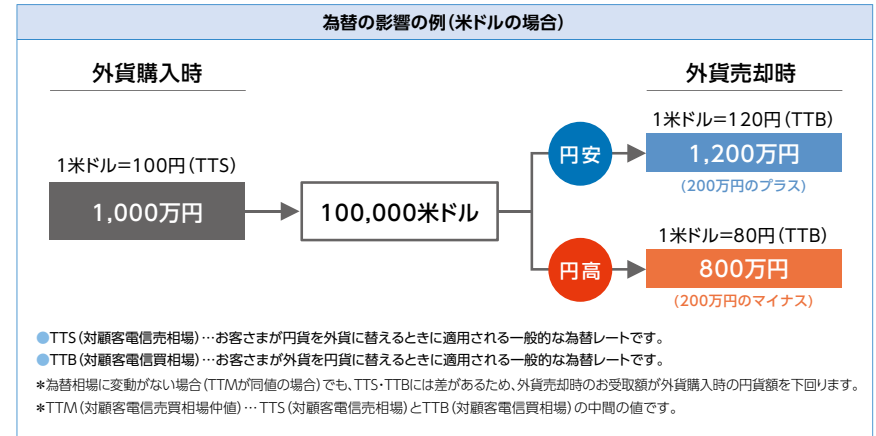 為替の影響の例(米ドルの場合)
外貨購入時
外貨売却時
1米ドル=100円(TTS)
1,000万円
100,000米ドル
円安
1米ドル=120円(TTB)
1,200万円
(200万円のプラス)
円高
1米ドル=80円(TTB)
800万円
(200万円のマイナス)
●TTS(対顧客電信売相場)…お客さまが円貨を外貨に替えるときに適用される一般的な為替レートです。
●TTB(対顧客電信買相場)…お客さまが外貨を円貨に替えるときに適用される一般的な為替レートです。
*為替相場に変動がない場合(TTMが同値の場合)でも、TTS・TTBには差があるため、外貨売却時のお受取額が外貨購入時の円貨額を下回ります。
*TTM(対顧客電信売買相場仲値)…TTS(対顧客電信売相場)とTTB(対顧客電信買相場)の中間の値です。